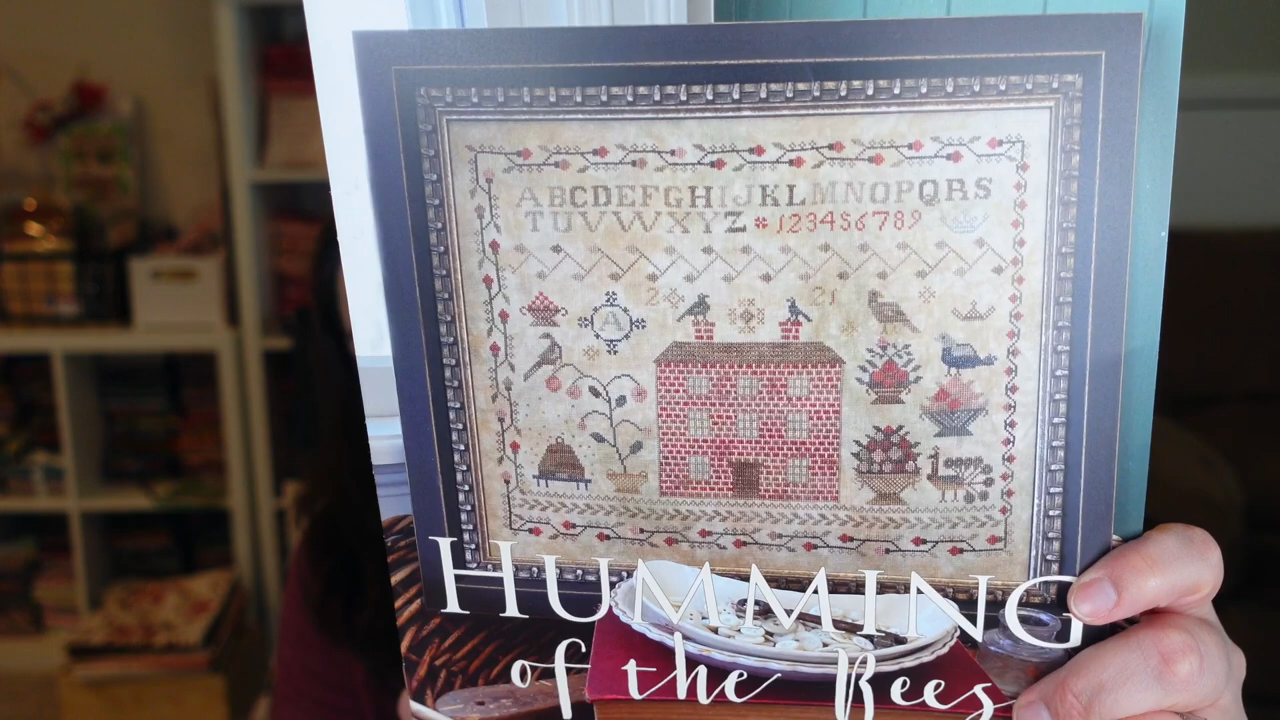 ABCDEFGHIJKLMNOPQRS
TUVWXYZ 123456789
2 21
A
HUMMING
of the Bees